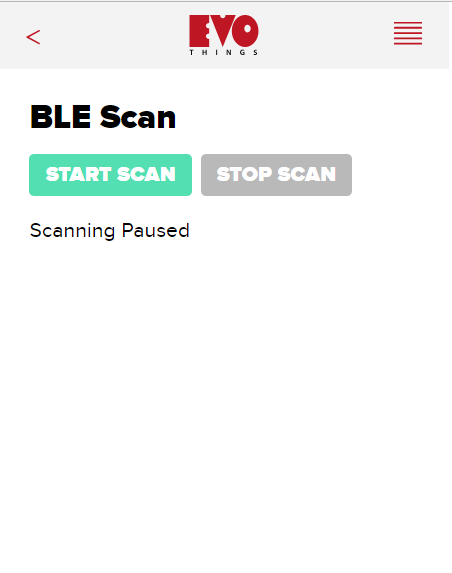 <
EVO
THINGS
BLE Scan
START SCAN STOP SCAN
Scanning Paused